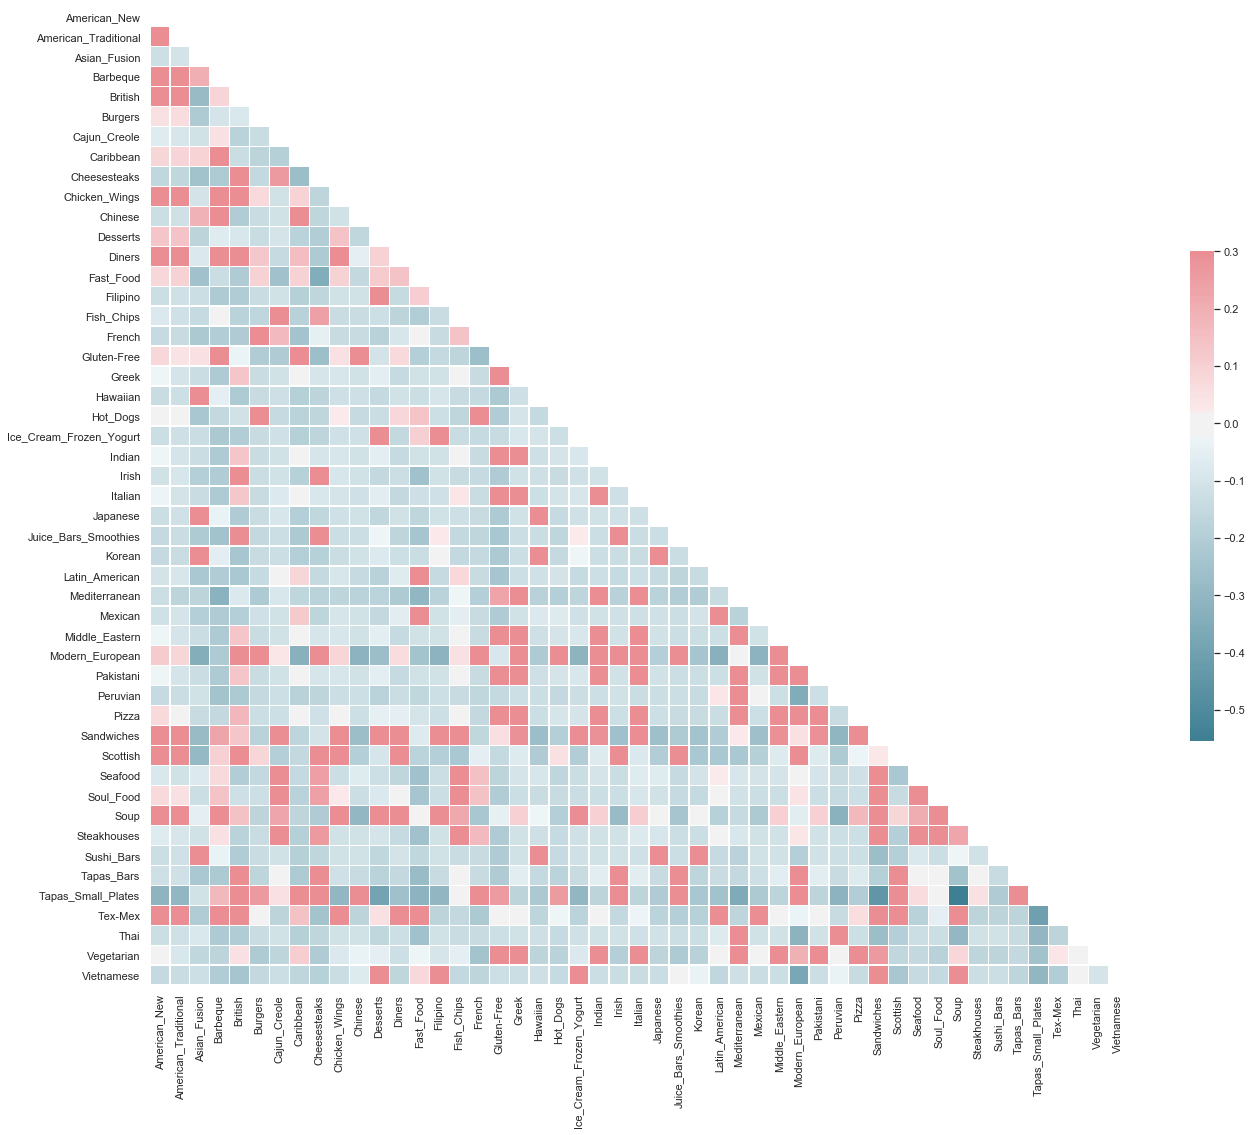 American_New
American_Traditional
Asian_Fusion
Barbeque
British
Burgers
Cajun_Creole
Caribbean
Cheesesteaks
Chicken_Wings
Chinese
Desserts
Diners
Fast_Food
Filipino
Fish_Chips
French
Gluten-Free
Greek
Hawaiian
Hot_Dogs
Ice_Cream_Frozen_Yogurt
Indian
Irish
Italian
Japanese
Juice_Bars_Smoothies
Korean
Latin_American
Mediterranean
Mexican
Middle_Eastern
Modern_European
Pakistani
Peruvian
Pizza
Sandwiches
Scottish
Seafood
Soul_Food
Soup
Steakhouses
Sushi_Bars
Tapas_Bars
Tapas_Small_Plates
Tex-Mex
Thai
Vegetarian
Vietnamese
American_New
American_Traditional
Asian_Fusion
Barbeque
British
Burgers
Cajun_Creole
Caribbean
Cheesesteaks
Chicken_Wings
Chinese
Desserts
Diners
Fast_Food
Filipino
Fish_Chips
French
Gluten-Free
Greek
Hawaiian
Hot_Dogs
Ice_Cream_Frozen_Yogurt
Indian
Irish
Italian
Japanese
Juice_Bars_Smoothies
Korean
Latin_American
Mediterranean
Mexican
Middle_Eastern
Modern_European
Pakistani
Peruvian
Pizza
Sandwiches
Scottish
Seafood
Soul_Food
Soup
Steakhouses
Sushi_Bars
Tapas_Bars
Tapas_Small_Plates
Tex-Mex
Thai
Vegetarian
Vietnamese
0.3
0.2
0.1
0.0
−0.1
−0.2
−0.3
−0.4
−0.5